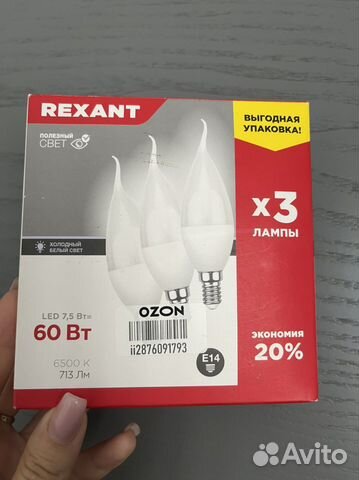 REXANT
ПОЛЕЗНЫЙ
СВЕТ
ВЫГОДНАЯ
УПАКОВКА!
x3
ЛАМПЫ
ХОЛОДНЫЙ
БЕЛЫЙ СВЕТ
LED 7,5 Вт=
60 Вт
6500 К
713 Лм
OZON
ii2876091793
E14
ЭКОНОМИЯ
20%
Avito